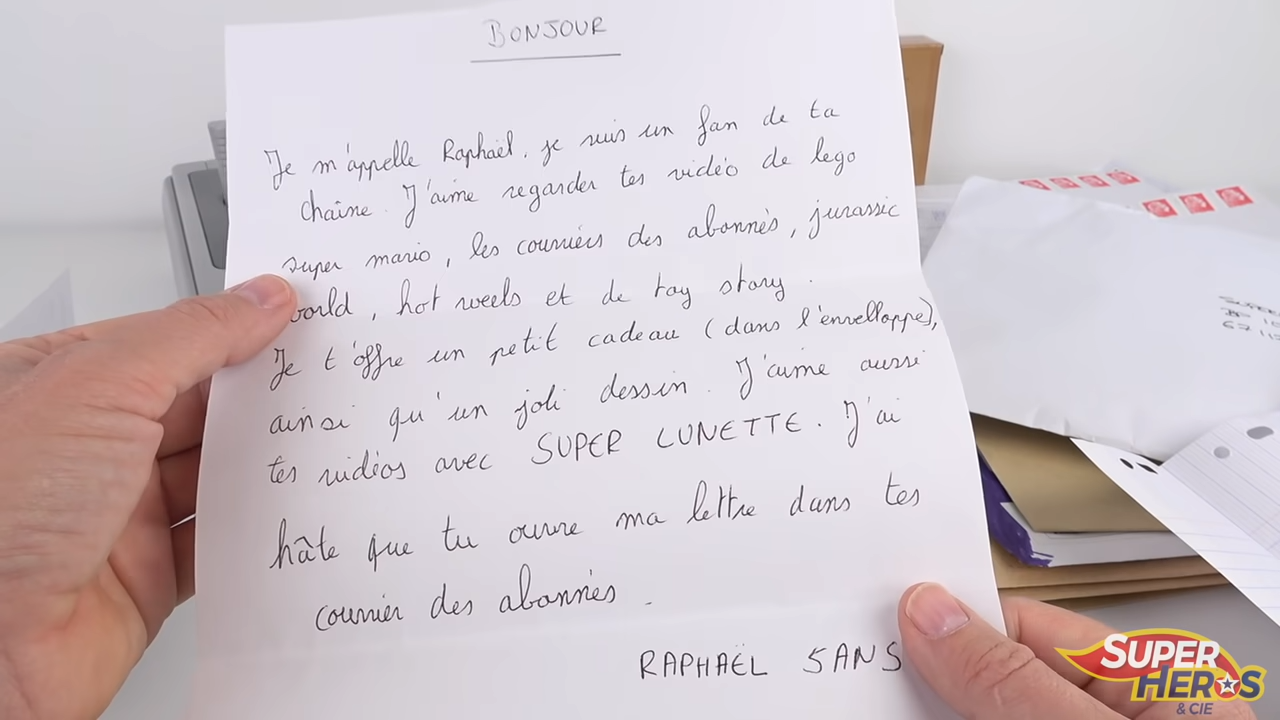 BONJOUR
Je m'appelle Raphaël, je suis un fan de ta
chaîne. J'aime regarder tes vidéo de lego
super mario, les courriers des abonnés, jurassic
world, hot weels et de toy story.
Je t'offre un petit cadeau (dans l'envelloppe),
ainsi qu'un joli dessin. J'aime aussi
tes vidéos avec SUPER LUNETTE. J'ai
hâte que tu ouvre ma lettre dans tes
courrier des abonnés.
RAPHAËL 5ANS
SUPER
HEROS
& CIE